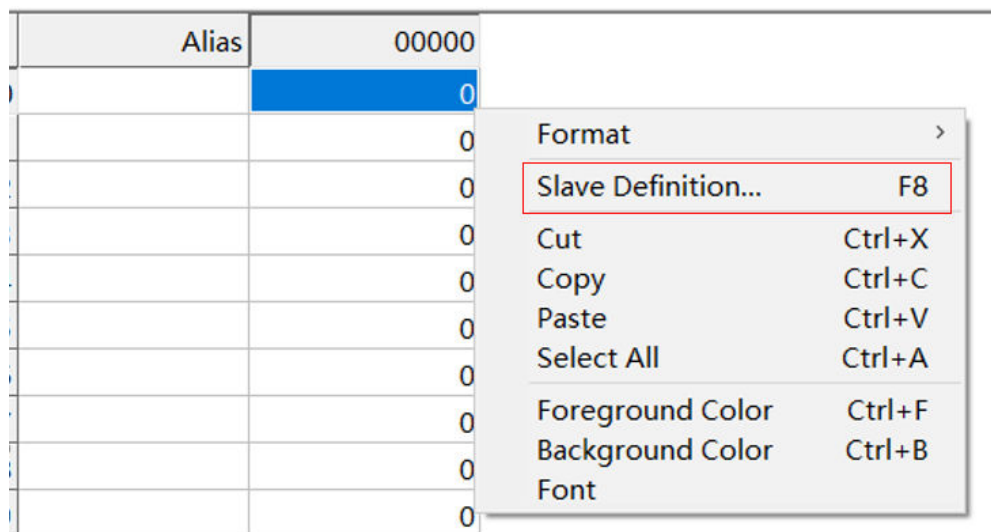 Alias 00000
0
0
0
0
0
0
0
0
0
0
Format >
Slave Definition... F8
Cut Ctrl+X
Copy Ctrl+C
Paste Ctrl+V
Select All Ctrl+A
Foreground Color Ctrl+F
Background Color Ctrl+B
Font